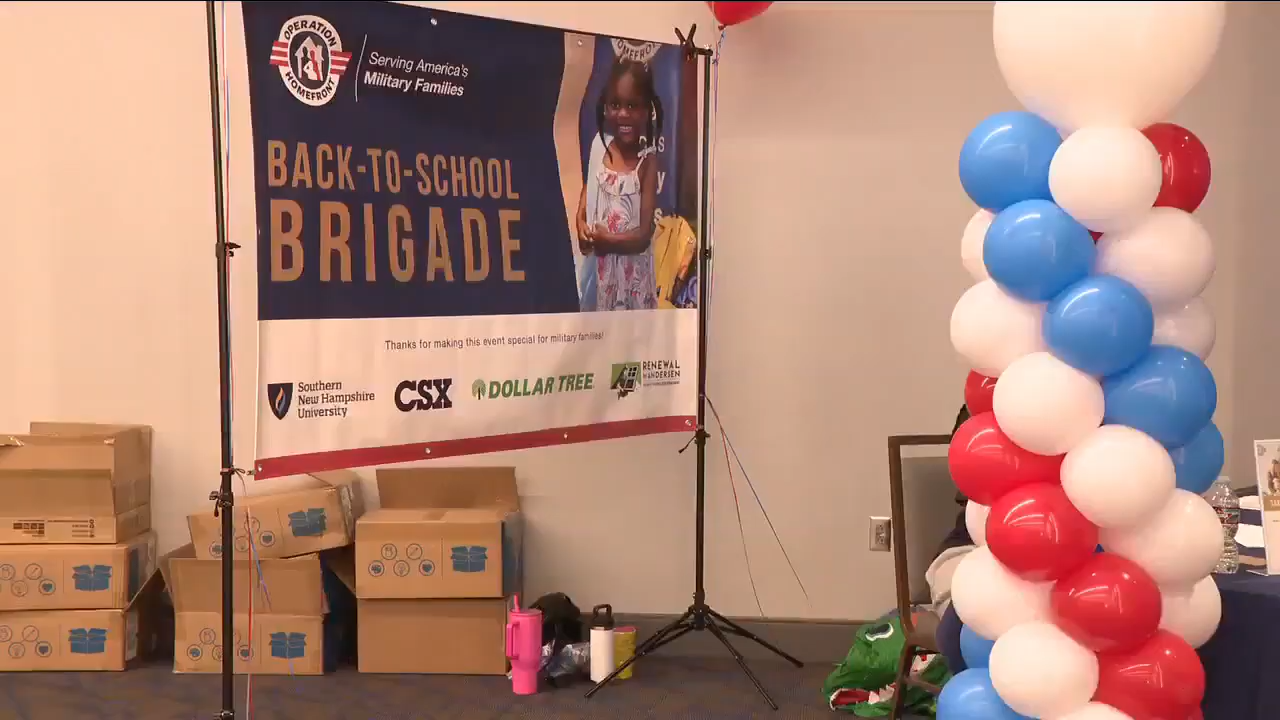 OPERATION
HOMEFRONT
Serving America's
Military Families
BACK-TO-SCHOOL
BRIGADE
Thanks for making this event special for military families!
Southern
New Hampshire
University
CSX
DOLLAR TREE
RENEWAL
by ANDERSEN